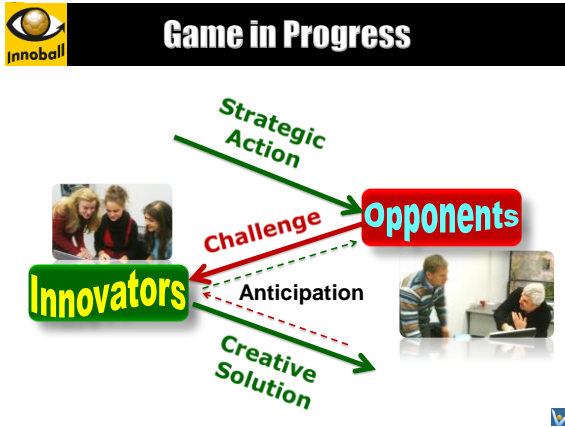 Innoball
Game in Progress
Strategic
Action
Opponents
Challenge
Innovators
Anticipation
Creative
Solution